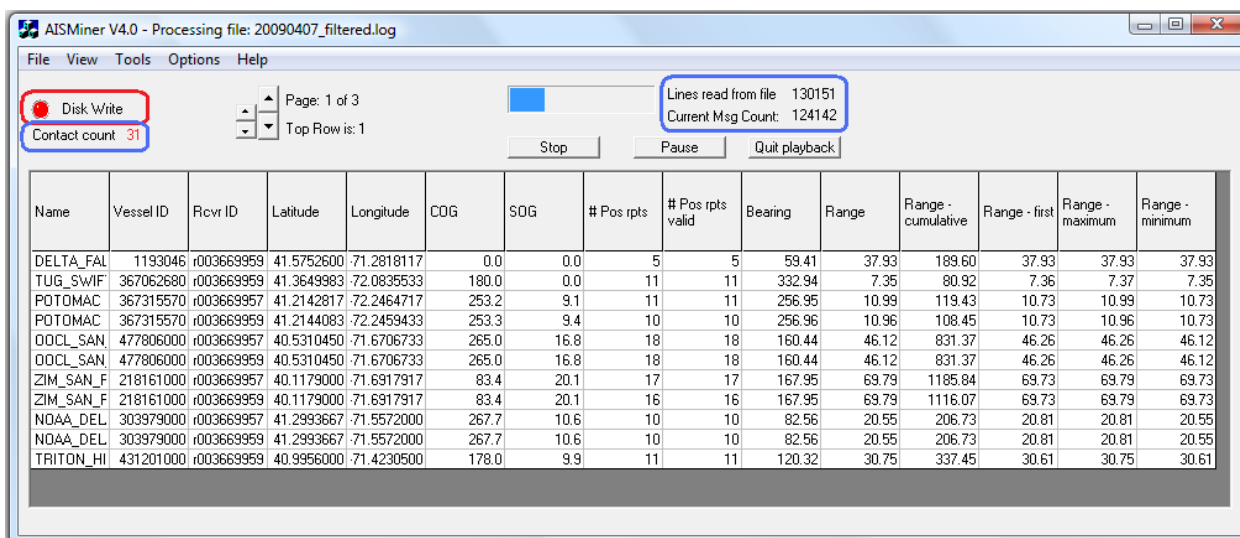 AISMiner V4.0 - Processing file: 20090407_filtered.log
File View Tools Options Help
Disk Write
Contact count 31
Page: 1 of 3
Top Row is: 1
Lines read from file 130151
Current Msg Count: 124142
Stop Pause Quit playback
Name Vessel ID Rcvr ID Latitude Longitude COG SOG # Pos rpts # Pos rpts valid Bearing Range Range - cumulative Range - first Range - maximum Range - minimum
DELTA_FAL 1193046 r003669959 41.5752600 -71.2818117 0.0 0.0 5 5 59.41 37.93 189.60 37.93 37.93 37.93
TUG_SWIF 367062680 r003669959 41.3649983 -72.0835533 180.0 0.0 11 11 332.94 7.35 80.92 7.36 7.37 7.35
POTOMAC 367315570 r003669957 41.2142817 -72.2464717 253.2 9.1 11 11 256.95 10.99 119.43 10.73 10.99 10.73
POTOMAC 367315570 r003669959 41.2144083 -72.2459433 253.3 9.4 10 10 256.96 10.96 108.45 10.73 10.96 10.73
OOCL_SAN_ 477806000 r003669957 40.5310450 -71.6706733 265.0 16.8 18 18 160.44 46.12 831.37 46.26 46.26 46.12
OOCL_SAN_ 477806000 r003669959 40.5310450 -71.6706733 265.0 16.8 18 18 160.44 46.12 831.37 46.26 46.26 46.12
ZIM_SAN_F 218161000 r003669957 40.1179000 -71.6917917 83.4 20.1 17 17 167.95 69.79 1185.84 69.73 69.79 69.73
ZIM_SAN_F 218161000 r003669959 40.1179000 -71.6917917 83.4 20.1 16 16 167.95 69.79 1116.07 69.73 69.79 69.73
NOAA_DEL 303979000 r003669957 41.2993667 -71.5572000 267.7 10.6 10 10 82.56 20.55 206.73 20.81 20.81 20.55
NOAA_DEL 303979000 r003669959 41.2993667 -71.5572000 267.7 10.6 10 10 82.56 20.55 206.73 20.81 20.81 20.55
TRITON_HI 431201000 r003669959 40.9956000 -71.4230500 178.0 9.9 11 11 120.32 30.75 337.45 30.61 30.75 30.61